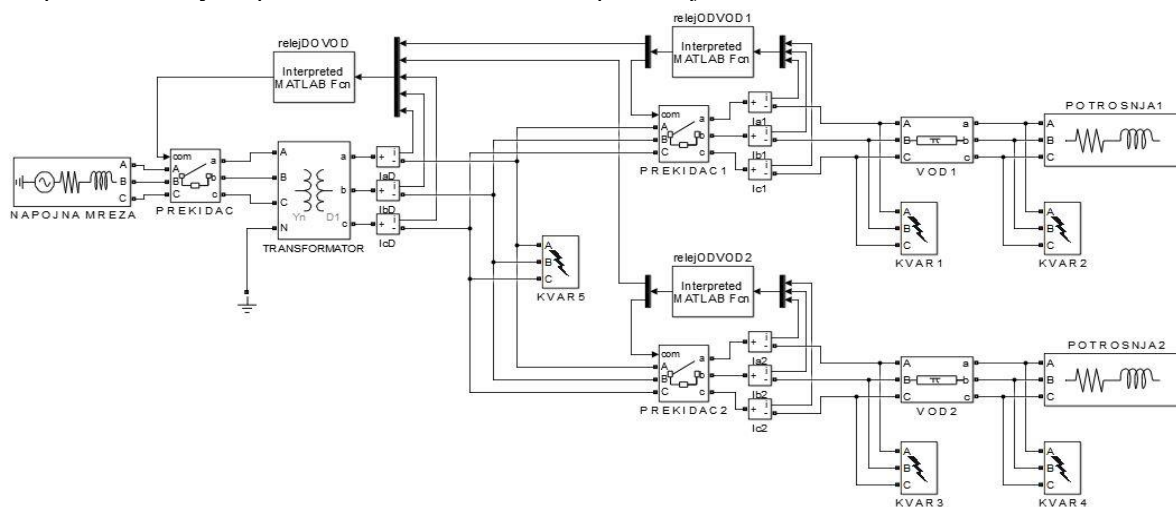 relejODVOD1
Interpreted
MATLAB Fcn
relejDOVOD
Interpreted
MATLAB Fcn
com
A
B
C
a
b
c
PREKIDAC1
Ia1
Ib1
Ic1
A
B
C
a
b
c
VOD1
POTROSNJA1
A
B
C
NAPOJNA MREZA
com
A
B
C
a
b
c
PREKIDAC
A
B
C
N
a
b
c
Yn
D1
TRANSFORMATOR
IaD
IbD
IcD
A
B
C
KVAR1
A
B
C
KVAR2
A
B
C
KVAR5
relejODVOD2
Interpreted
MATLAB Fcn
com
A
B
C
a
b
c
PREKIDAC2
Ia2
Ib2
Ic2
A
B
C
a
b
c
VOD2
POTROSNJA2
A
B
C
KVAR3
A
B
C
KVAR4